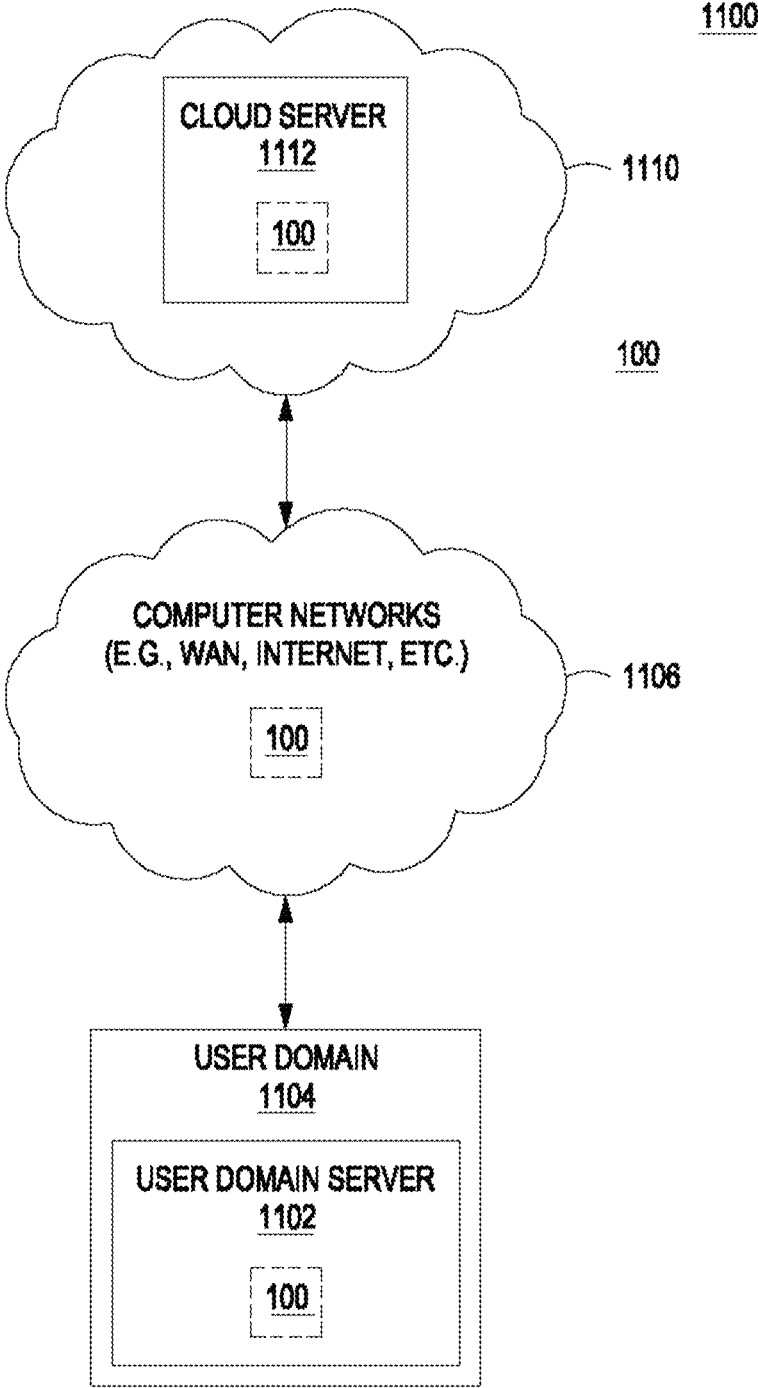 1100
CLOUD SERVER
1112
1110
100
100
COMPUTER NETWORKS
(E.G., WAN, INTERNET, ETC.)
1106
100
USER DOMAIN
1104
USER DOMAIN SERVER
1102
100